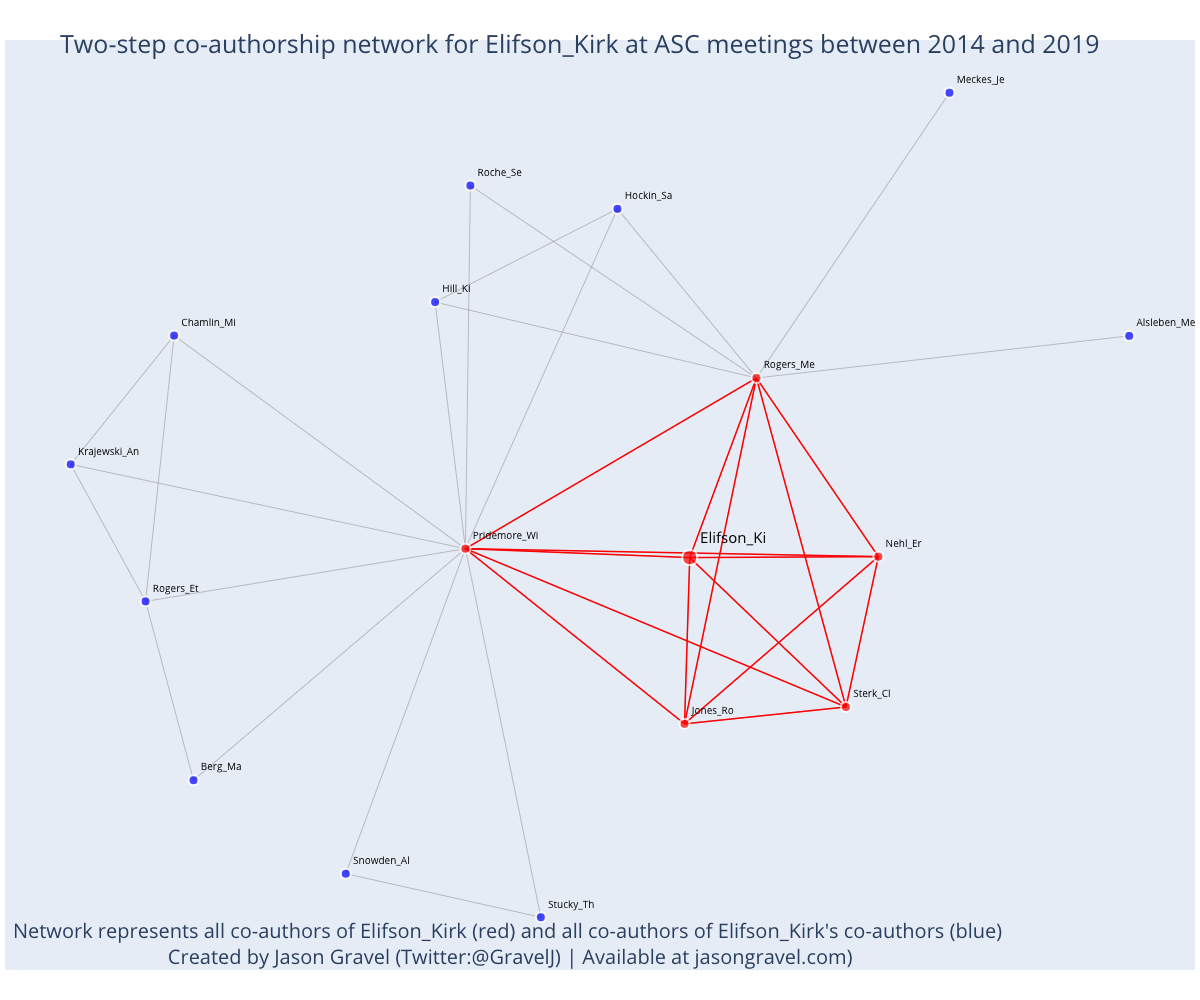 Two-step co-authorship network for Elifson_Kirk at ASC meetings between 2014 and 2019
Meckes_Je
Roche_Se
Hockin_Sa
Hill_Ki
Chamlin_Mi
Alsleben_Me
Rogers_Me
Krajewski_An
Pridemore_Wi
Elifson_Ki
Nehl_Er
Rogers_Et
Sterk_Cl
Jones_Ro
Berg_Ma
Snowden_Al
Stucky_Th
Network represents all co-authors of Elifson_Kirk (red) and all co-authors of Elifson_Kirk's co-authors (blue)
Created by Jason Gravel (Twitter:@GravelJ) | Available at jasongravel.com)